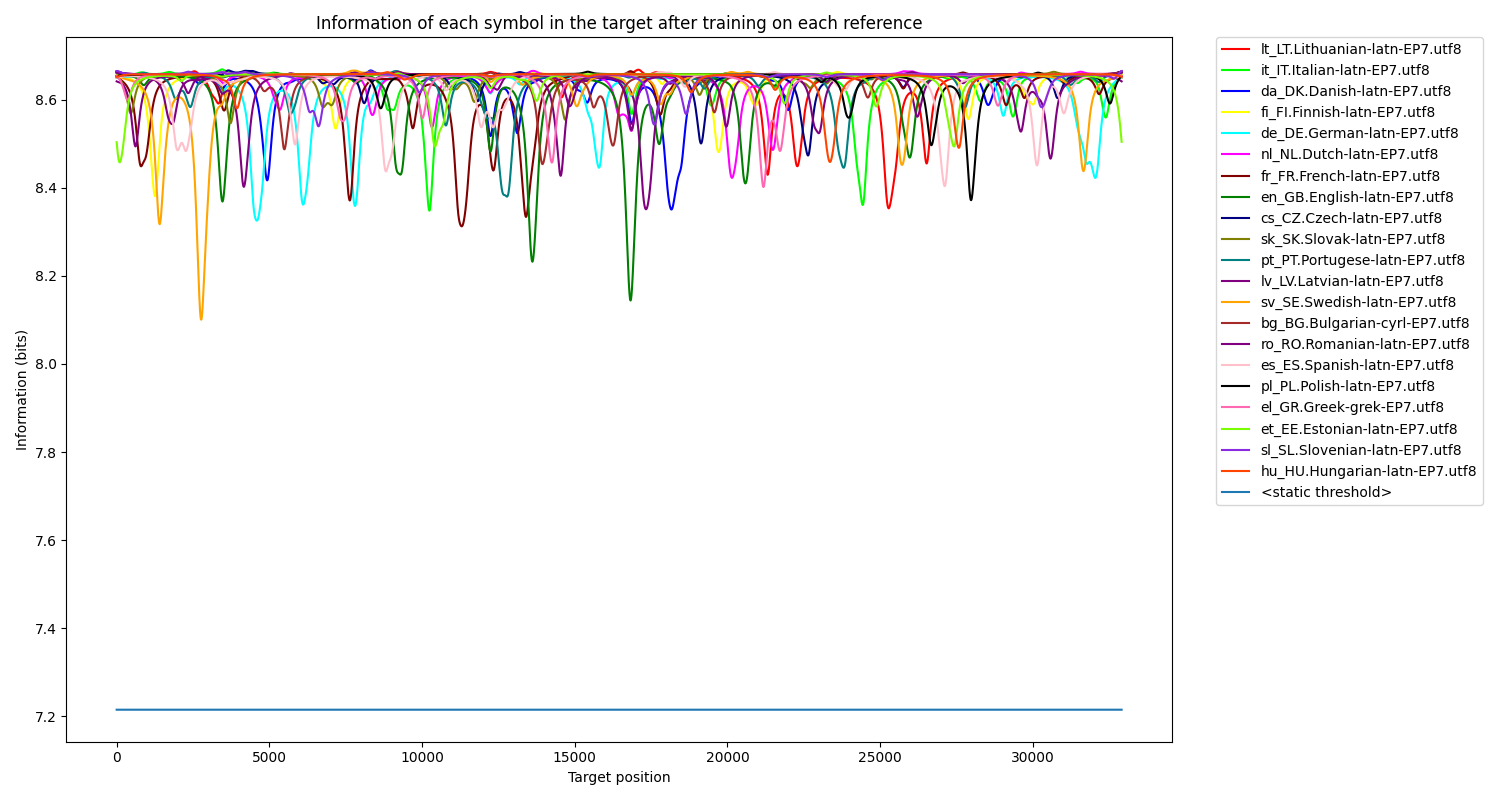 Information of each symbol in the target after training on each reference
Information (bits)
8.6
8.4
8.2
8.0
7.8
7.6
7.4
7.2
0
5000
10000
15000
20000
25000
30000
Target position
lt_LT.Lithuanian-latn-EP7.utf8
it_IT.Italian-latn-EP7.utf8
da_DK.Danish-latn-EP7.utf8
fi_FI.Finnish-latn-EP7.utf8
de_DE.German-latn-EP7.utf8
nl_NL.Dutch-latn-EP7.utf8
fr_FR.French-latn-EP7.utf8
en_GB.English-latn-EP7.utf8
cs_CZ.Czech-latn-EP7.utf8
sk_SK.Slovak-latn-EP7.utf8
pt_PT.Portugese-latn-EP7.utf8
lv_LV.Latvian-latn-EP7.utf8
sv_SE.Swedish-latn-EP7.utf8
bg_BG.Bulgarian-cyrl-EP7.utf8
ro_RO.Romanian-latn-EP7.utf8
es_ES.Spanish-latn-EP7.utf8
pl_PL.Polish-latn-EP7.utf8
el_GR.Greek-grek-EP7.utf8
et_EE.Estonian-latn-EP7.utf8
sl_SL.Slovenian-latn-EP7.utf8
hu_HU.Hungarian-latn-EP7.utf8
<static threshold>